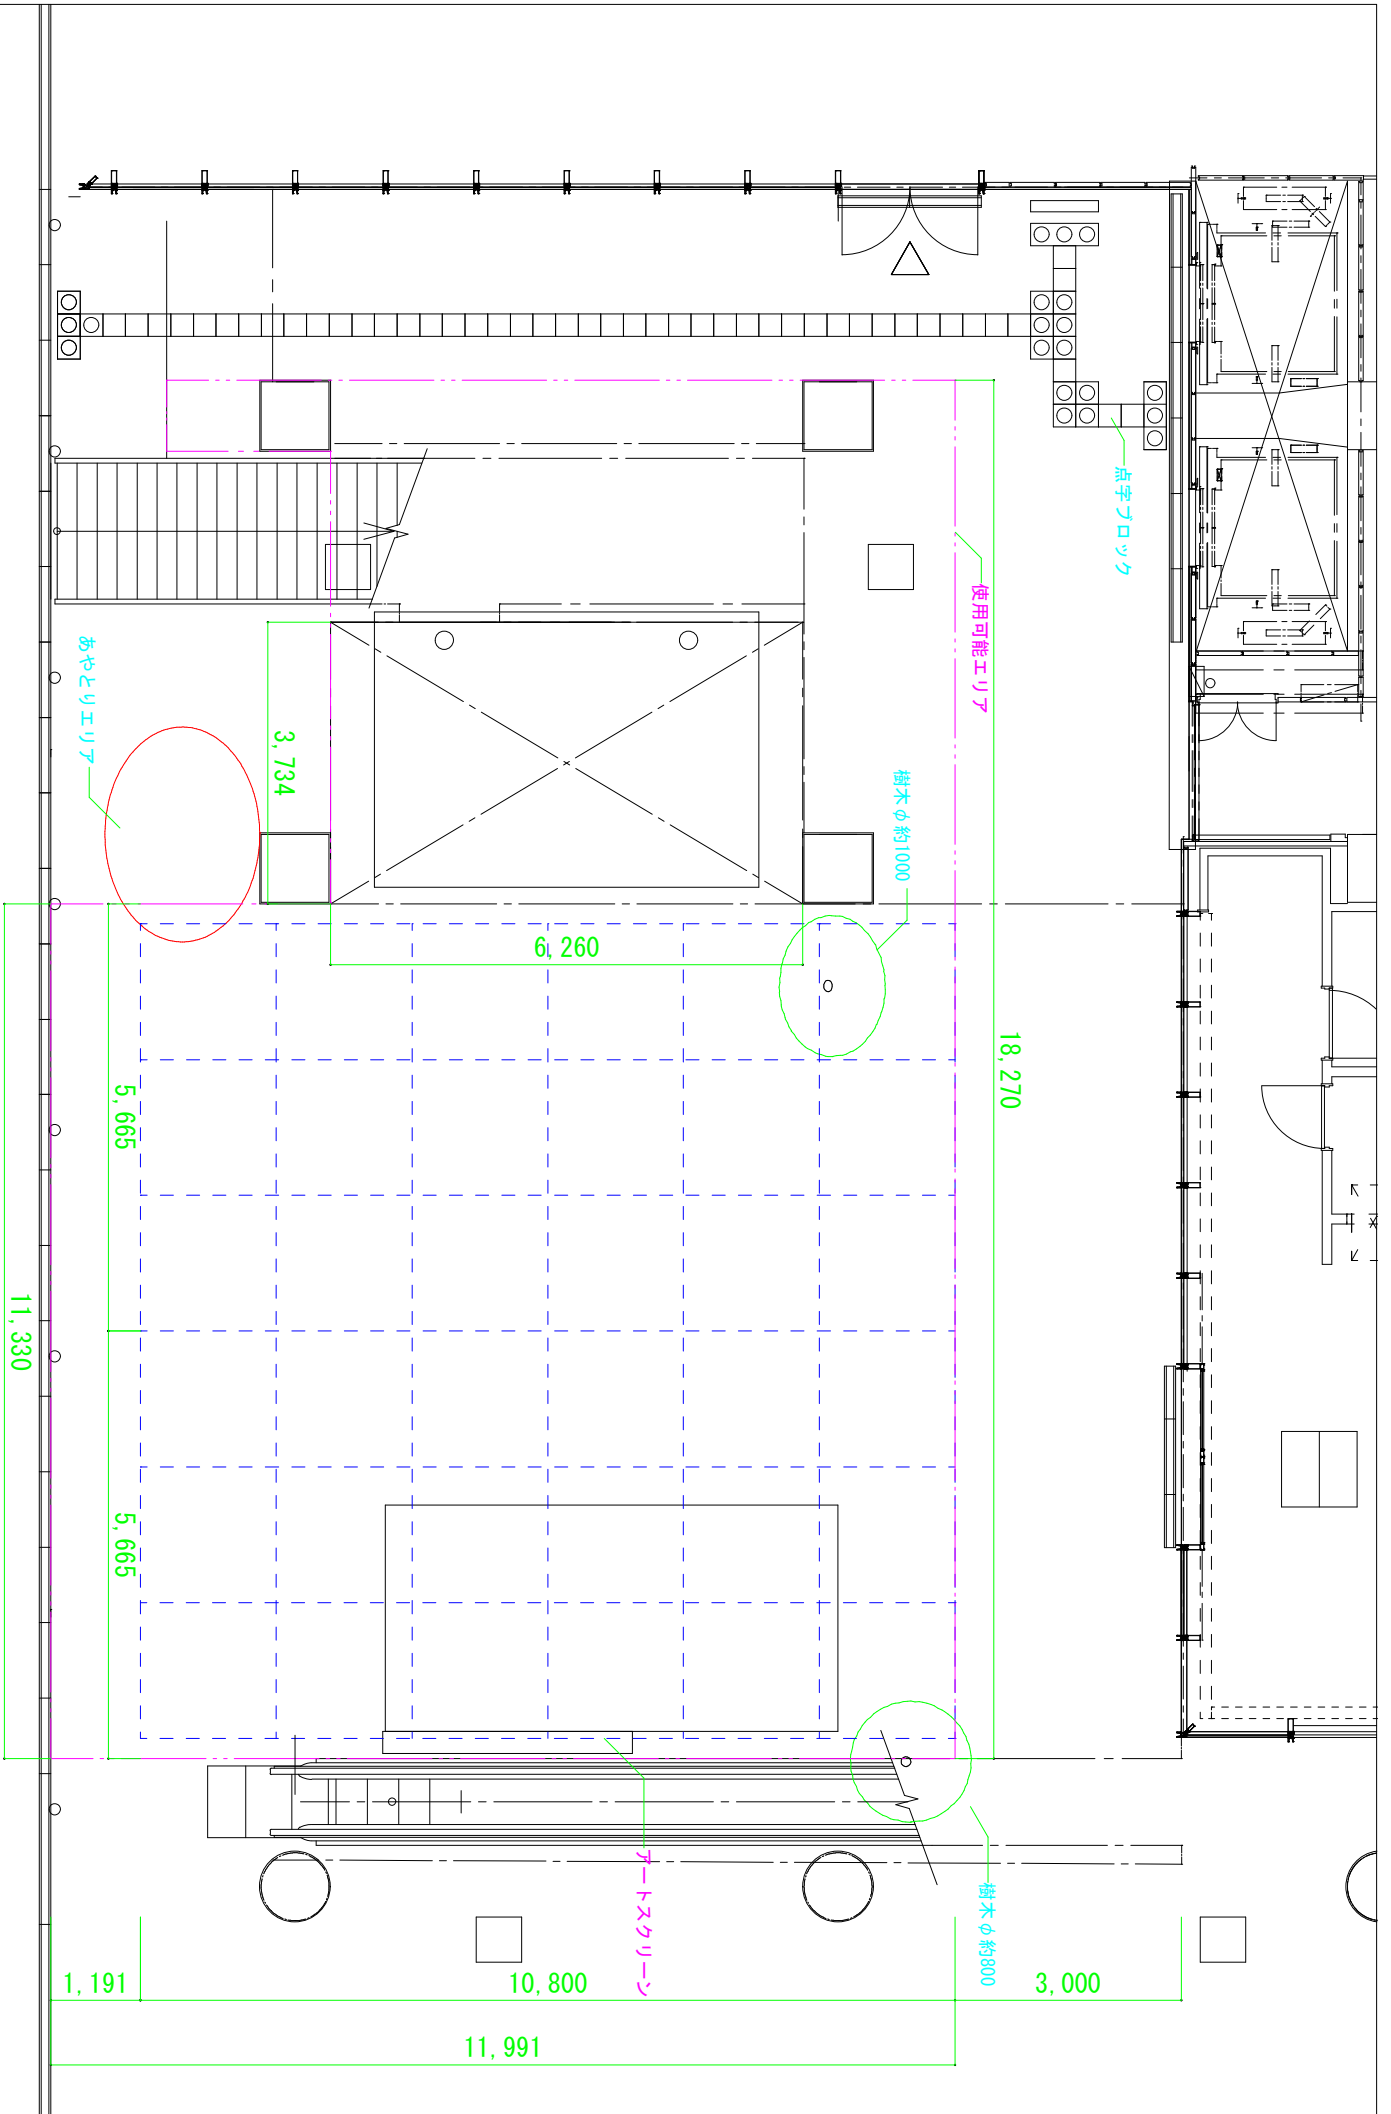 点字ブロック
使用可能エリア
あやとりエリア
3,734
樹木φ約1000
6,260
18,270
5,665
11,330
5,665
アートスクリーン
樹木φ約800
1,191
10,800
3,000
11,991